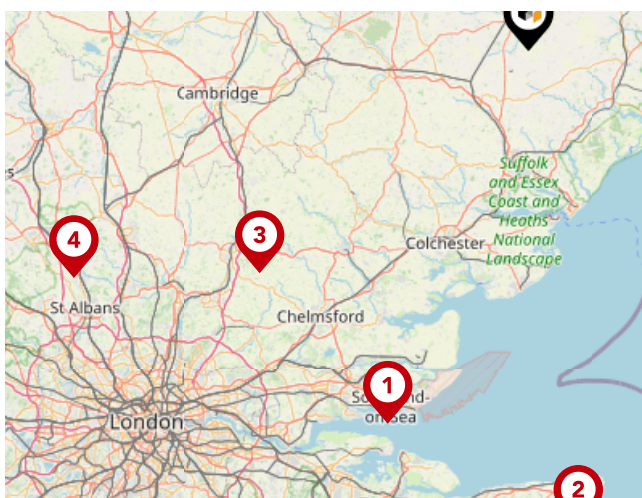 Cambridge
Suffolk
and Essex
Coast and
Heaths
National
Landscape
4
3
Colchester
St Albans
Chelmsford
1
on-Sea
London
2